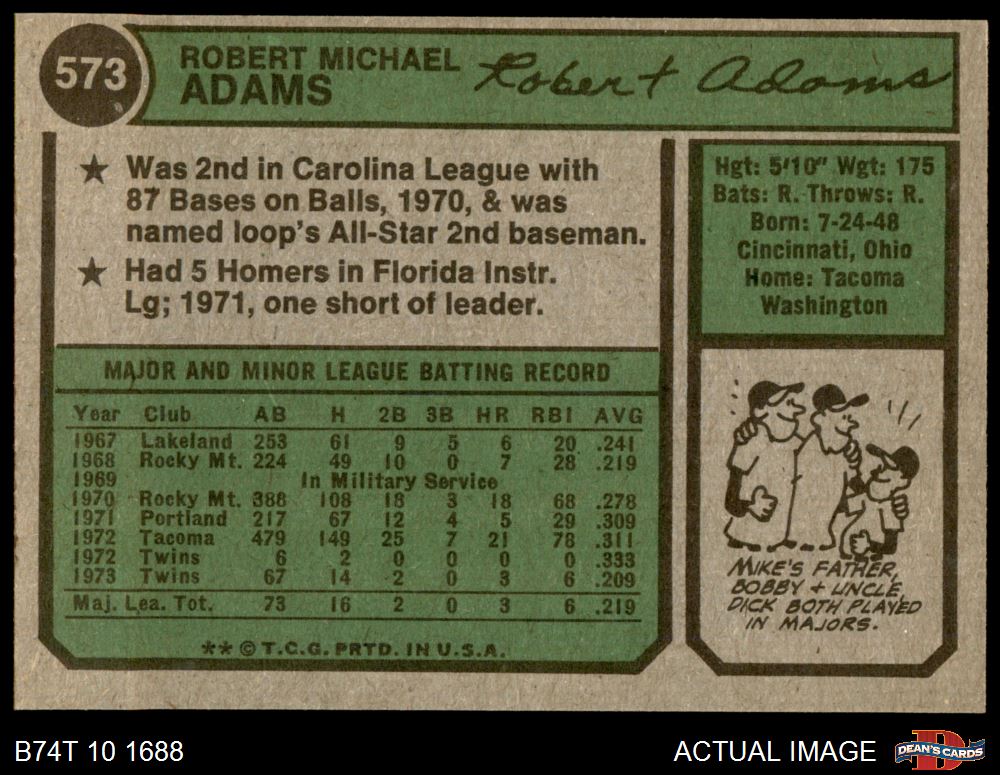 573
ROBERT MICHAEL
ADAMS
Robert Adams
★ Was 2nd in Carolina League with
87 Bases on Balls, 1970, & was
named loop's All-Star 2nd baseman.
★ Had 5 Homers in Florida Instr.
Lg; 1971, one short of leader.
Hgt: 5'10" Wgt: 175
Bats: R. Throws: R.
Born: 7-24-48
Cincinnati, Ohio
Home: Tacoma
Washington
MAJOR AND MINOR LEAGUE BATTING RECORD
Year Club AB H 2B 3B HR RBI AVG
1967 Lakeland 253 61 9 5 6 20 .241
1968 Rocky Mt. 224 49 10 0 7 28 .219
1969 In Military Service
1970 Rocky Mt. 388 108 18 3 18 68 .278
1971 Portland 217 67 12 4 5 29 .309
1972 Tacoma 479 149 25 7 21 78 .311
1972 Twins 6 2 0 0 0 0 .333
1973 Twins 67 14 2 0 3 6 .209
Maj. Lea. Tot. 73 16 2 0 3 6 .219
** © T.C.G. PRTD. IN U.S.A.
MIKE'S FATHER,
BOBBY + UNCLE,
DICK BOTH PLAYED
IN MAJORS.
B74T 10 1688
ACTUAL IMAGE
D
DEAN'S CARDS